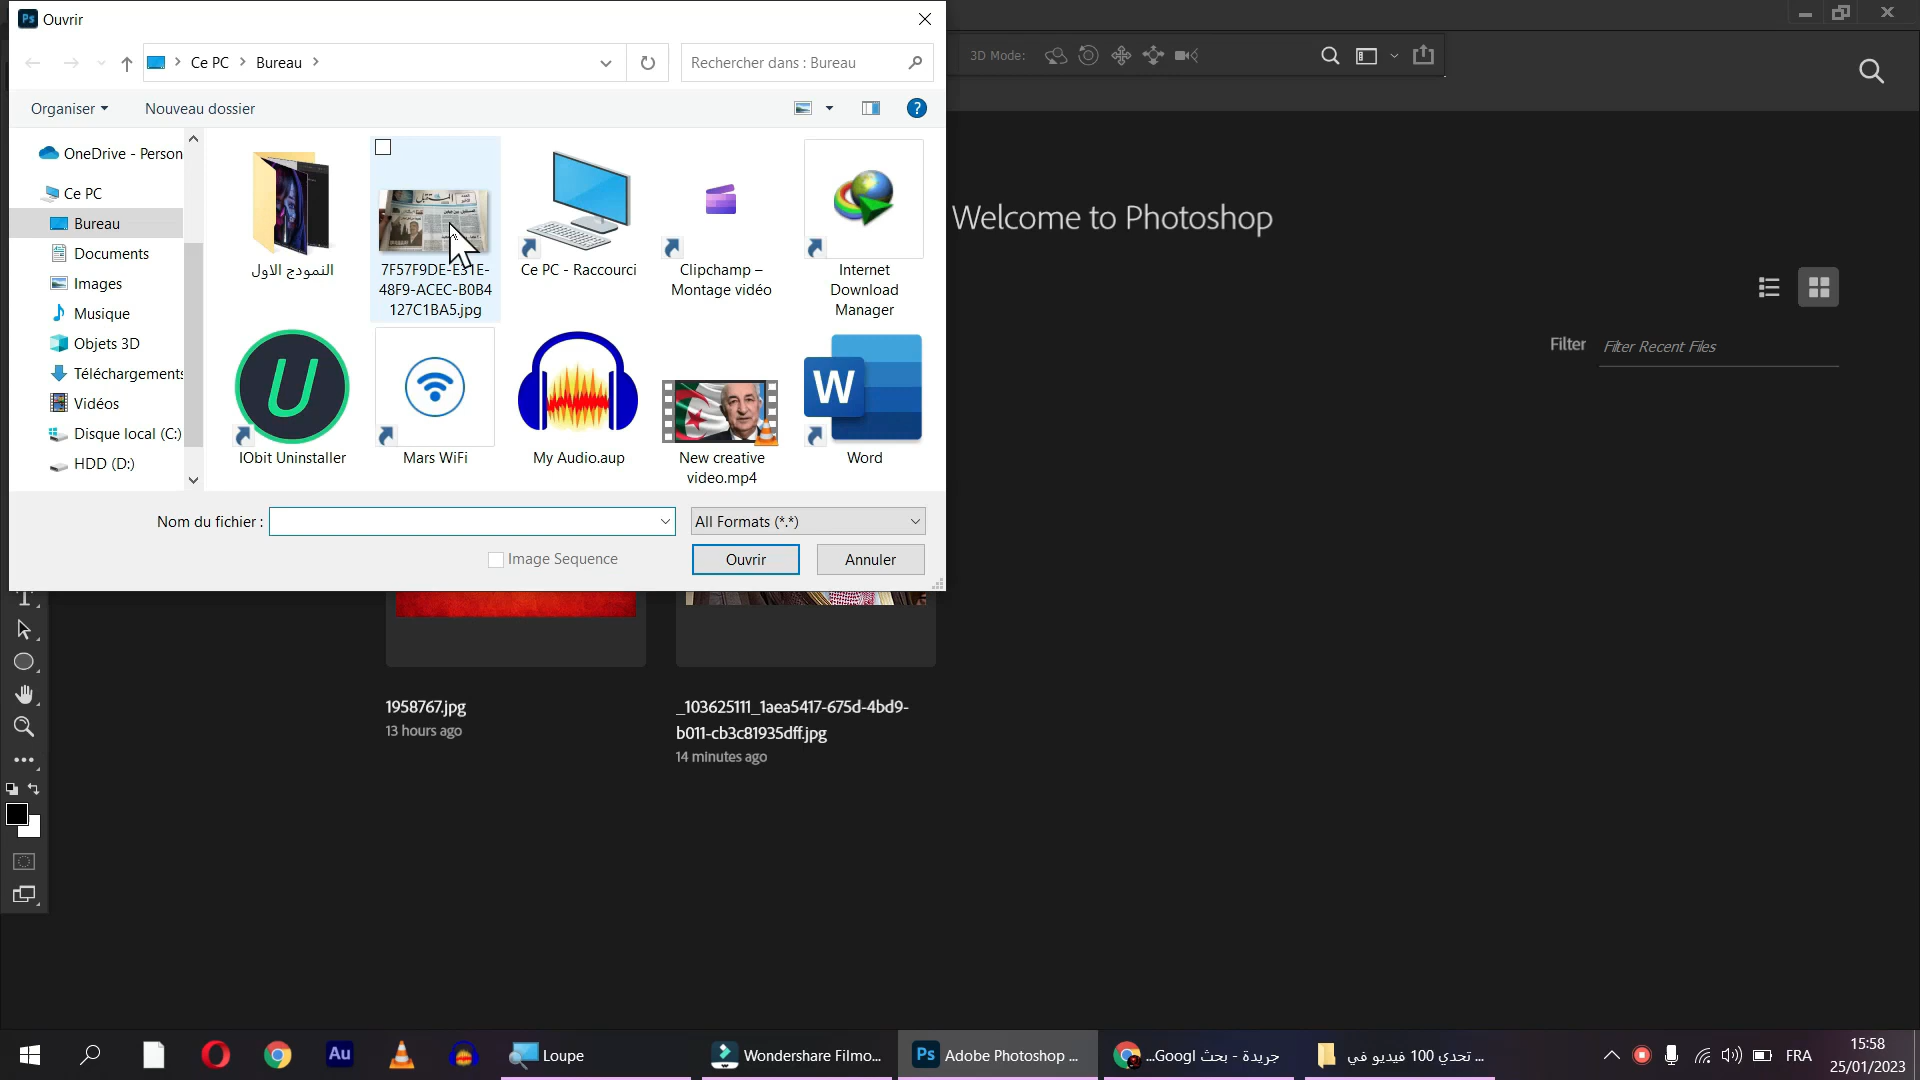 Ps Ouvrir
Ce PC
Bureau
Rechercher dans : Bureau
3D Mode:
Organiser
Nouveau dossier
?
OneDrive - Person
Ce PC
Bureau
Documents
Images
Musique
Objets 3D
Téléchargements
Vidéos
Disque local (C:)
HDD (D:)
النمودج الاول
7F57F9DE-E31E-
48F9-ACEC-B0B4
127C1BA5.jpg
Ce PC - Raccourci
Clipchamp –
Montage vidéo
Internet
Download
Manager
المستقبل
U
IObit Uninstaller
Mars WiFi
My Audio.aup
New creative
video.mp4
W
Word
Nom du fichier :
All Formats (*.*)
Image Sequence
Ouvrir
Annuler
Welcome to Photoshop
Filter
Filter Recent Files
T
1958767.jpg
13 hours ago
_103625111_1aea5417-675d-4bd9-
b011-cb3c81935dff.jpg
14 minutes ago
Au
Loupe
Wondershare Filmo...
Ps Adobe Photoshop ...
جريدة - بحث Googl...
تحدي 100 فيديو في ...
FRA
15:58
25/01/2023